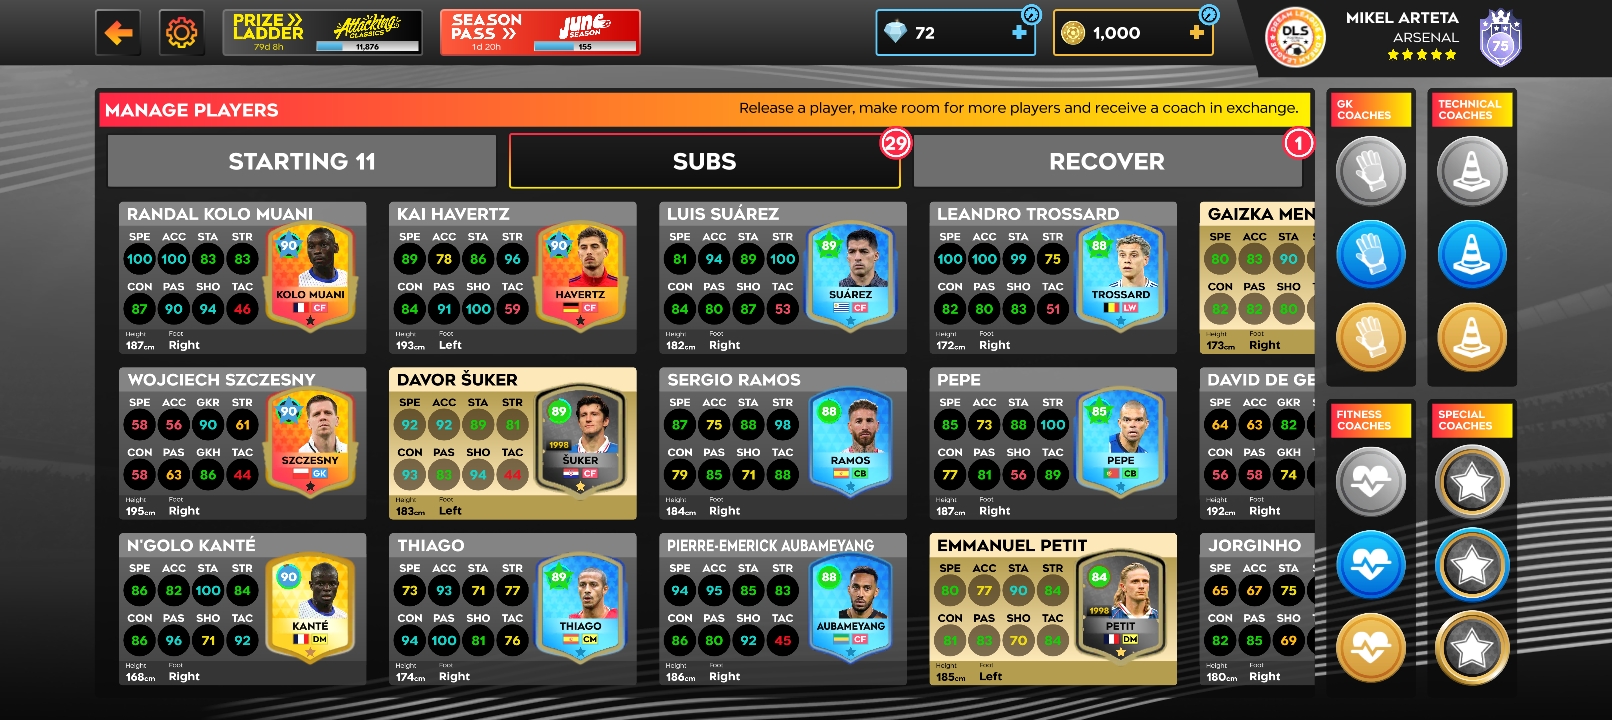 PRIZE LADDER
79d 8h
Attacking Classics
11,876
SEASON PASS
1d 20h
June SEASON
155
72
1,000
DREAM LEAGUE
DLS
MIKEL ARTETA
ARSENAL
75
MANAGE PLAYERS
Release a player, make room for more players and receive a coach in exchange.
STARTING 11
SUBS
29
RECOVER
1
RANDAL KOLO MUANI
SPE ACC STA STR
100 100 83 83
CON PAS SHO TAC
87 90 94 46
Height Foot
187cm Right
90
KOLO MUANI
CF
KAI HAVERTZ
SPE ACC STA STR
89 78 86 96
CON PAS SHO TAC
84 91 100 59
Height Foot
193cm Left
90
HAVERTZ
CF
LUIS SUÁREZ
SPE ACC STA STR
81 94 89 100
CON PAS SHO TAC
84 80 87 53
Height Foot
182cm Right
89
SUÁREZ
CF
LEANDRO TROSSARD
SPE ACC STA STR
100 100 99 75
CON PAS SHO TAC
82 80 83 51
Height Foot
172cm Right
88
TROSSARD
LW
GAIZKA MEN
SPE ACC STA S
80 83 90
CON PAS SHO T
82 82 80
Height Foot
173cm Right
WOJCIECH SZCZESNY
SPE ACC GKR STR
58 56 90 61
CON PAS GKH TAC
58 63 86 44
Height Foot
195cm Right
90
SZCZESNY
GK
DAVOR ŠUKER
SPE ACC STA STR
92 92 89 81
CON PAS SHO TAC
93 83 94 44
Height Foot
183cm Left
89
1998
ŠUKER
CF
SERGIO RAMOS
SPE ACC STA STR
87 75 88 98
CON PAS SHO TAC
79 85 71 88
Height Foot
184cm Right
88
RAMOS
CB
PEPE
SPE ACC STA STR
85 73 88 100
CON PAS SHO TAC
77 81 56 89
Height Foot
187cm Right
85
PEPE
CB
DAVID DE GE
SPE ACC GKR S
64 63 82
CON PAS GKH T
56 58 74
Height Foot
192cm Right
N'GOLO KANTÉ
SPE ACC STA STR
86 82 100 84
CON PAS SHO TAC
86 96 71 92
Height Foot
168cm Right
90
KANTÉ
DM
THIAGO
SPE ACC STA STR
73 93 71 77
CON PAS SHO TAC
94 100 81 76
Height Foot
174cm Right
89
THIAGO
CM
PIERRE-EMERICK AUBAMEYANG
SPE ACC STA STR
94 95 85 83
CON PAS SHO TAC
86 80 92 45
Height Foot
186cm Right
88
AUBAMEYANG
CF
EMMANUEL PETIT
SPE ACC STA STR
80 77 90 84
CON PAS SHO TAC
81 83 70 84
Height Foot
185cm Left
84
1998
PETIT
DM
JORGINHO
SPE ACC STA S
65 67 75
CON PAS SHO T
82 85 69
Height Foot
180cm Right
GK COACHES
TECHNICAL COACHES
FITNESS COACHES
SPECIAL COACHES